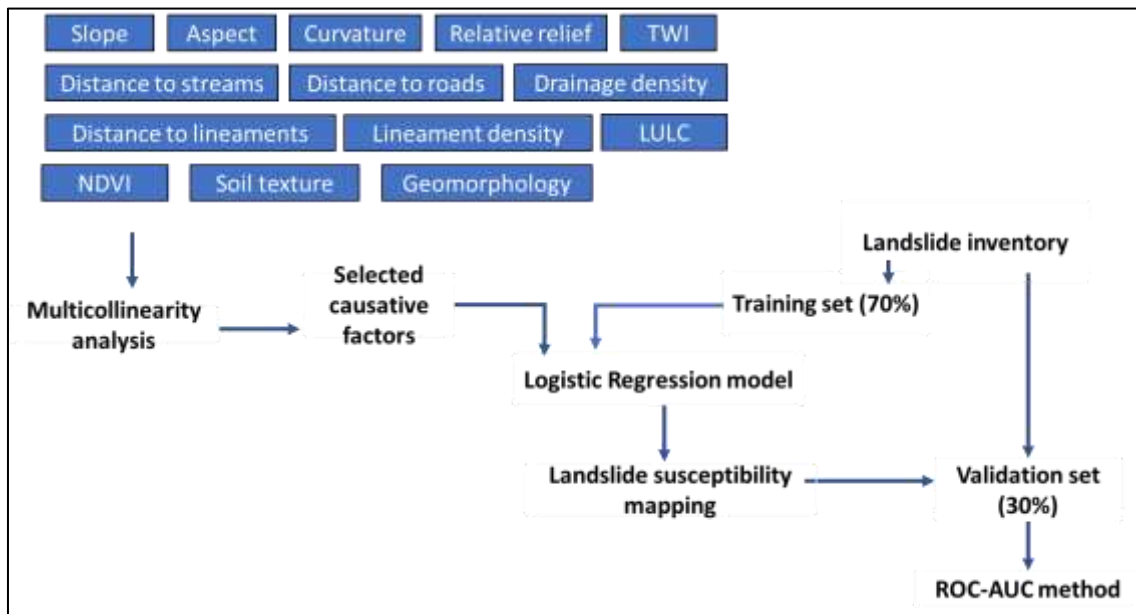 Slope Aspect Curvature Relative relief TWI
Distance to streams Distance to roads Drainage density
Distance to lineaments Lineament density LULC
NDVI Soil texture Geomorphology
Landslide inventory
Multicollinearity
analysis
Selected
causative
factors
Training set (70%)
Logistic Regression model
Landslide susceptibility
mapping
Validation set
(30%)
ROC-AUC method